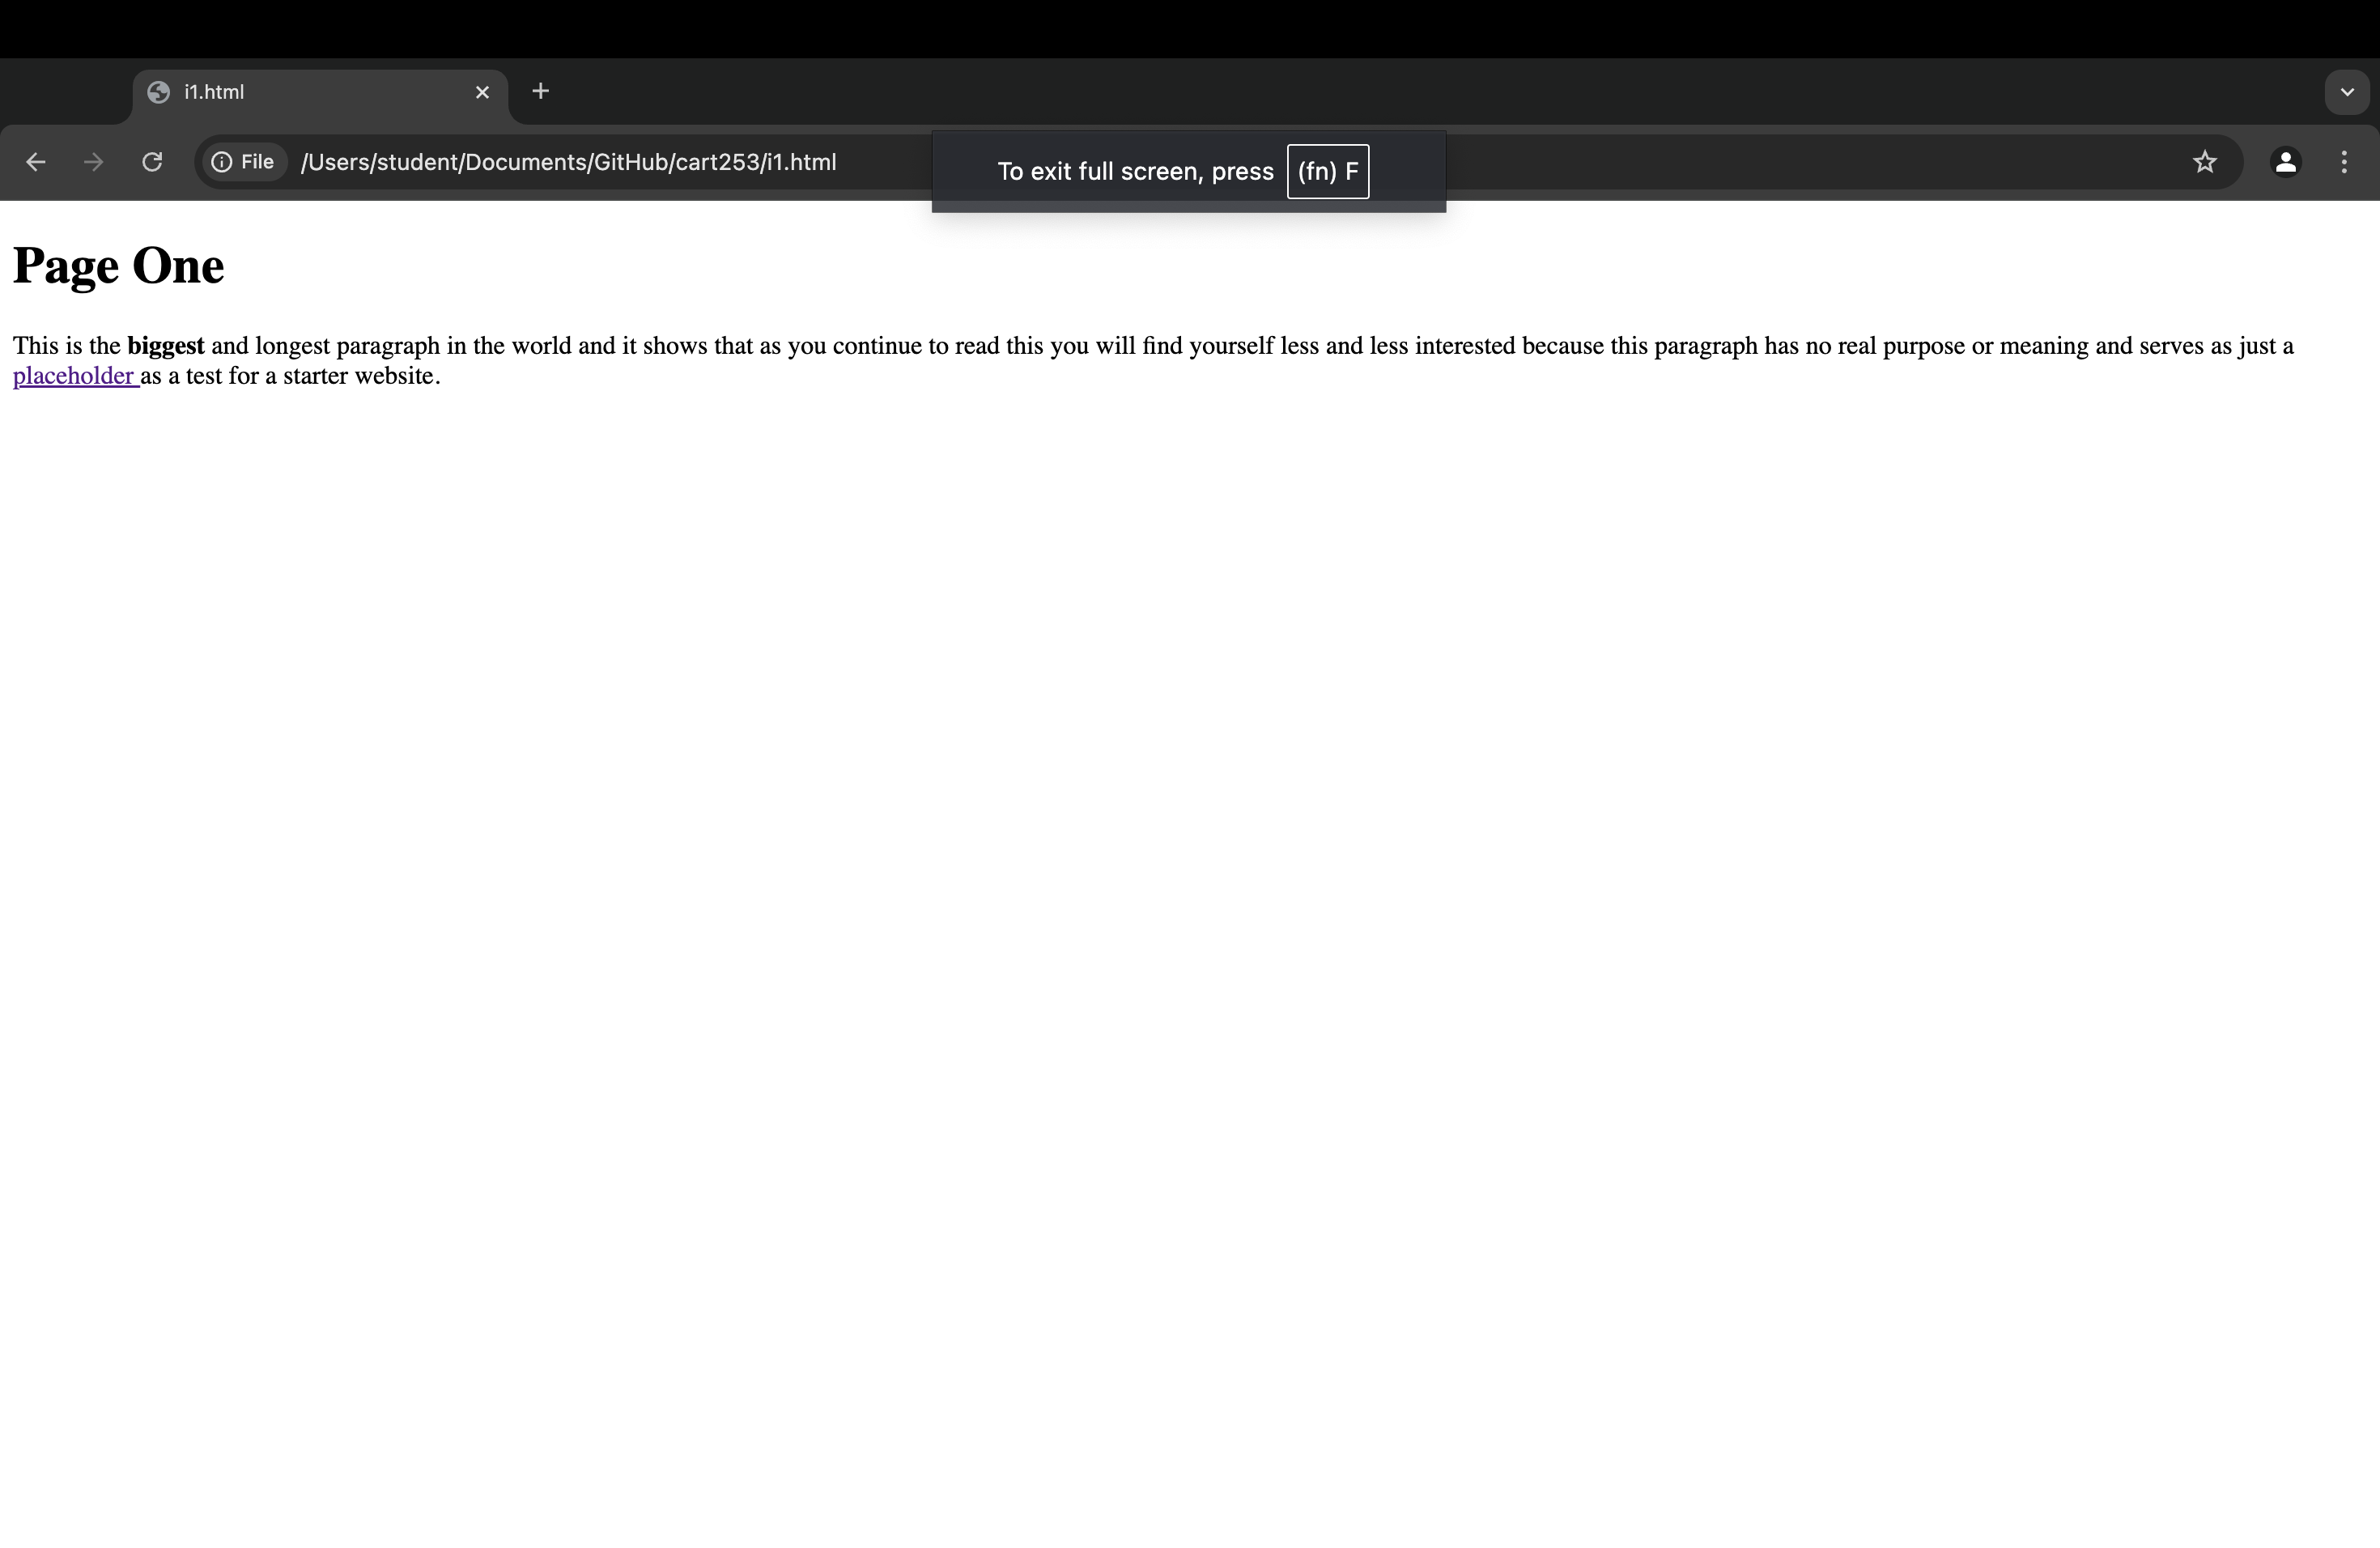 i1.html
File /Users/student/Documents/GitHub/cart253/i1.html
To exit full screen, press (fn) F
Page One
This is the biggest and longest paragraph in the world and it shows that as you continue to read this you will find yourself less and less interested because this paragraph has no real purpose or meaning and serves as just a
placeholder as a test for a starter website.